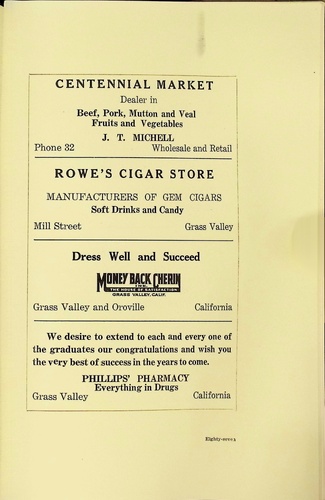 CENTENNIAL MARKET
Dealer in
Beef, Pork, Mutton and Veal
Fruits and Vegetables
J. T. MICHELL
Phone 32 Wholesale and Retail
ROWE'S CIGAR STORE
MANUFACTURERS OF GEM CIGARS
Soft Drinks and Candy
Mill Street Grass Valley
Dress Well and Succeed
MONEY BACK CHERIN
THE HOUSE OF SATISFACTION
GRASS VALLEY, CALIF.
Grass Valley and Oroville California
We desire to extend to each and every one of
the graduates our congratulations and wish you
the very best of success in the years to come.
PHILLIPS' PHARMACY
Everything in Drugs
Grass Valley California